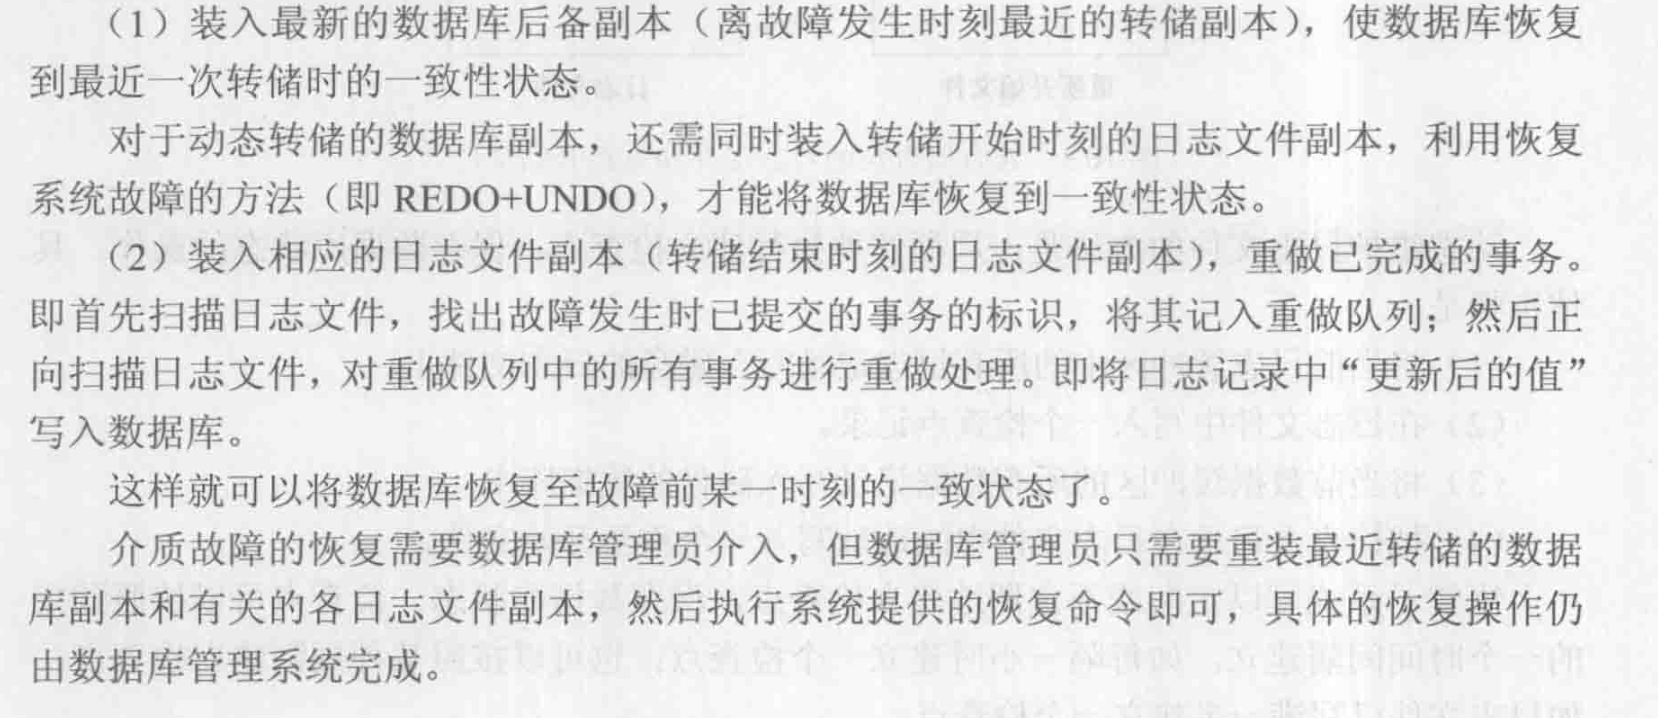 （1）装入最新的数据库后备副本（离故障发生时刻最近的转储副本），使数据库恢复
到最近一次转储时的一致性状态。
对于动态转储的数据库副本，还需同时装入转储开始时刻的日志文件副本，利用恢复
系统故障的方法（即 REDO+UNDO），才能将数据库恢复到一致性状态。
（2）装入相应的日志文件副本（转储结束时刻的日志文件副本），重做已完成的事务。
即首先扫描日志文件，找出故障发生时已提交的事务的标识，将其记入重做队列；然后正
向扫描日志文件，对重做队列中的所有事务进行重做处理。即将日志记录中“更新后的值”
写入数据库。
这样就可以将数据库恢复至故障前某一时刻的一致状态了。
介质故障的恢复需要数据库管理员介入，但数据库管理员只需要重装最近转储的数据
库副本和有关的各日志文件副本，然后执行系统提供的恢复命令即可，具体的恢复操作仍
由数据库管理系统完成。